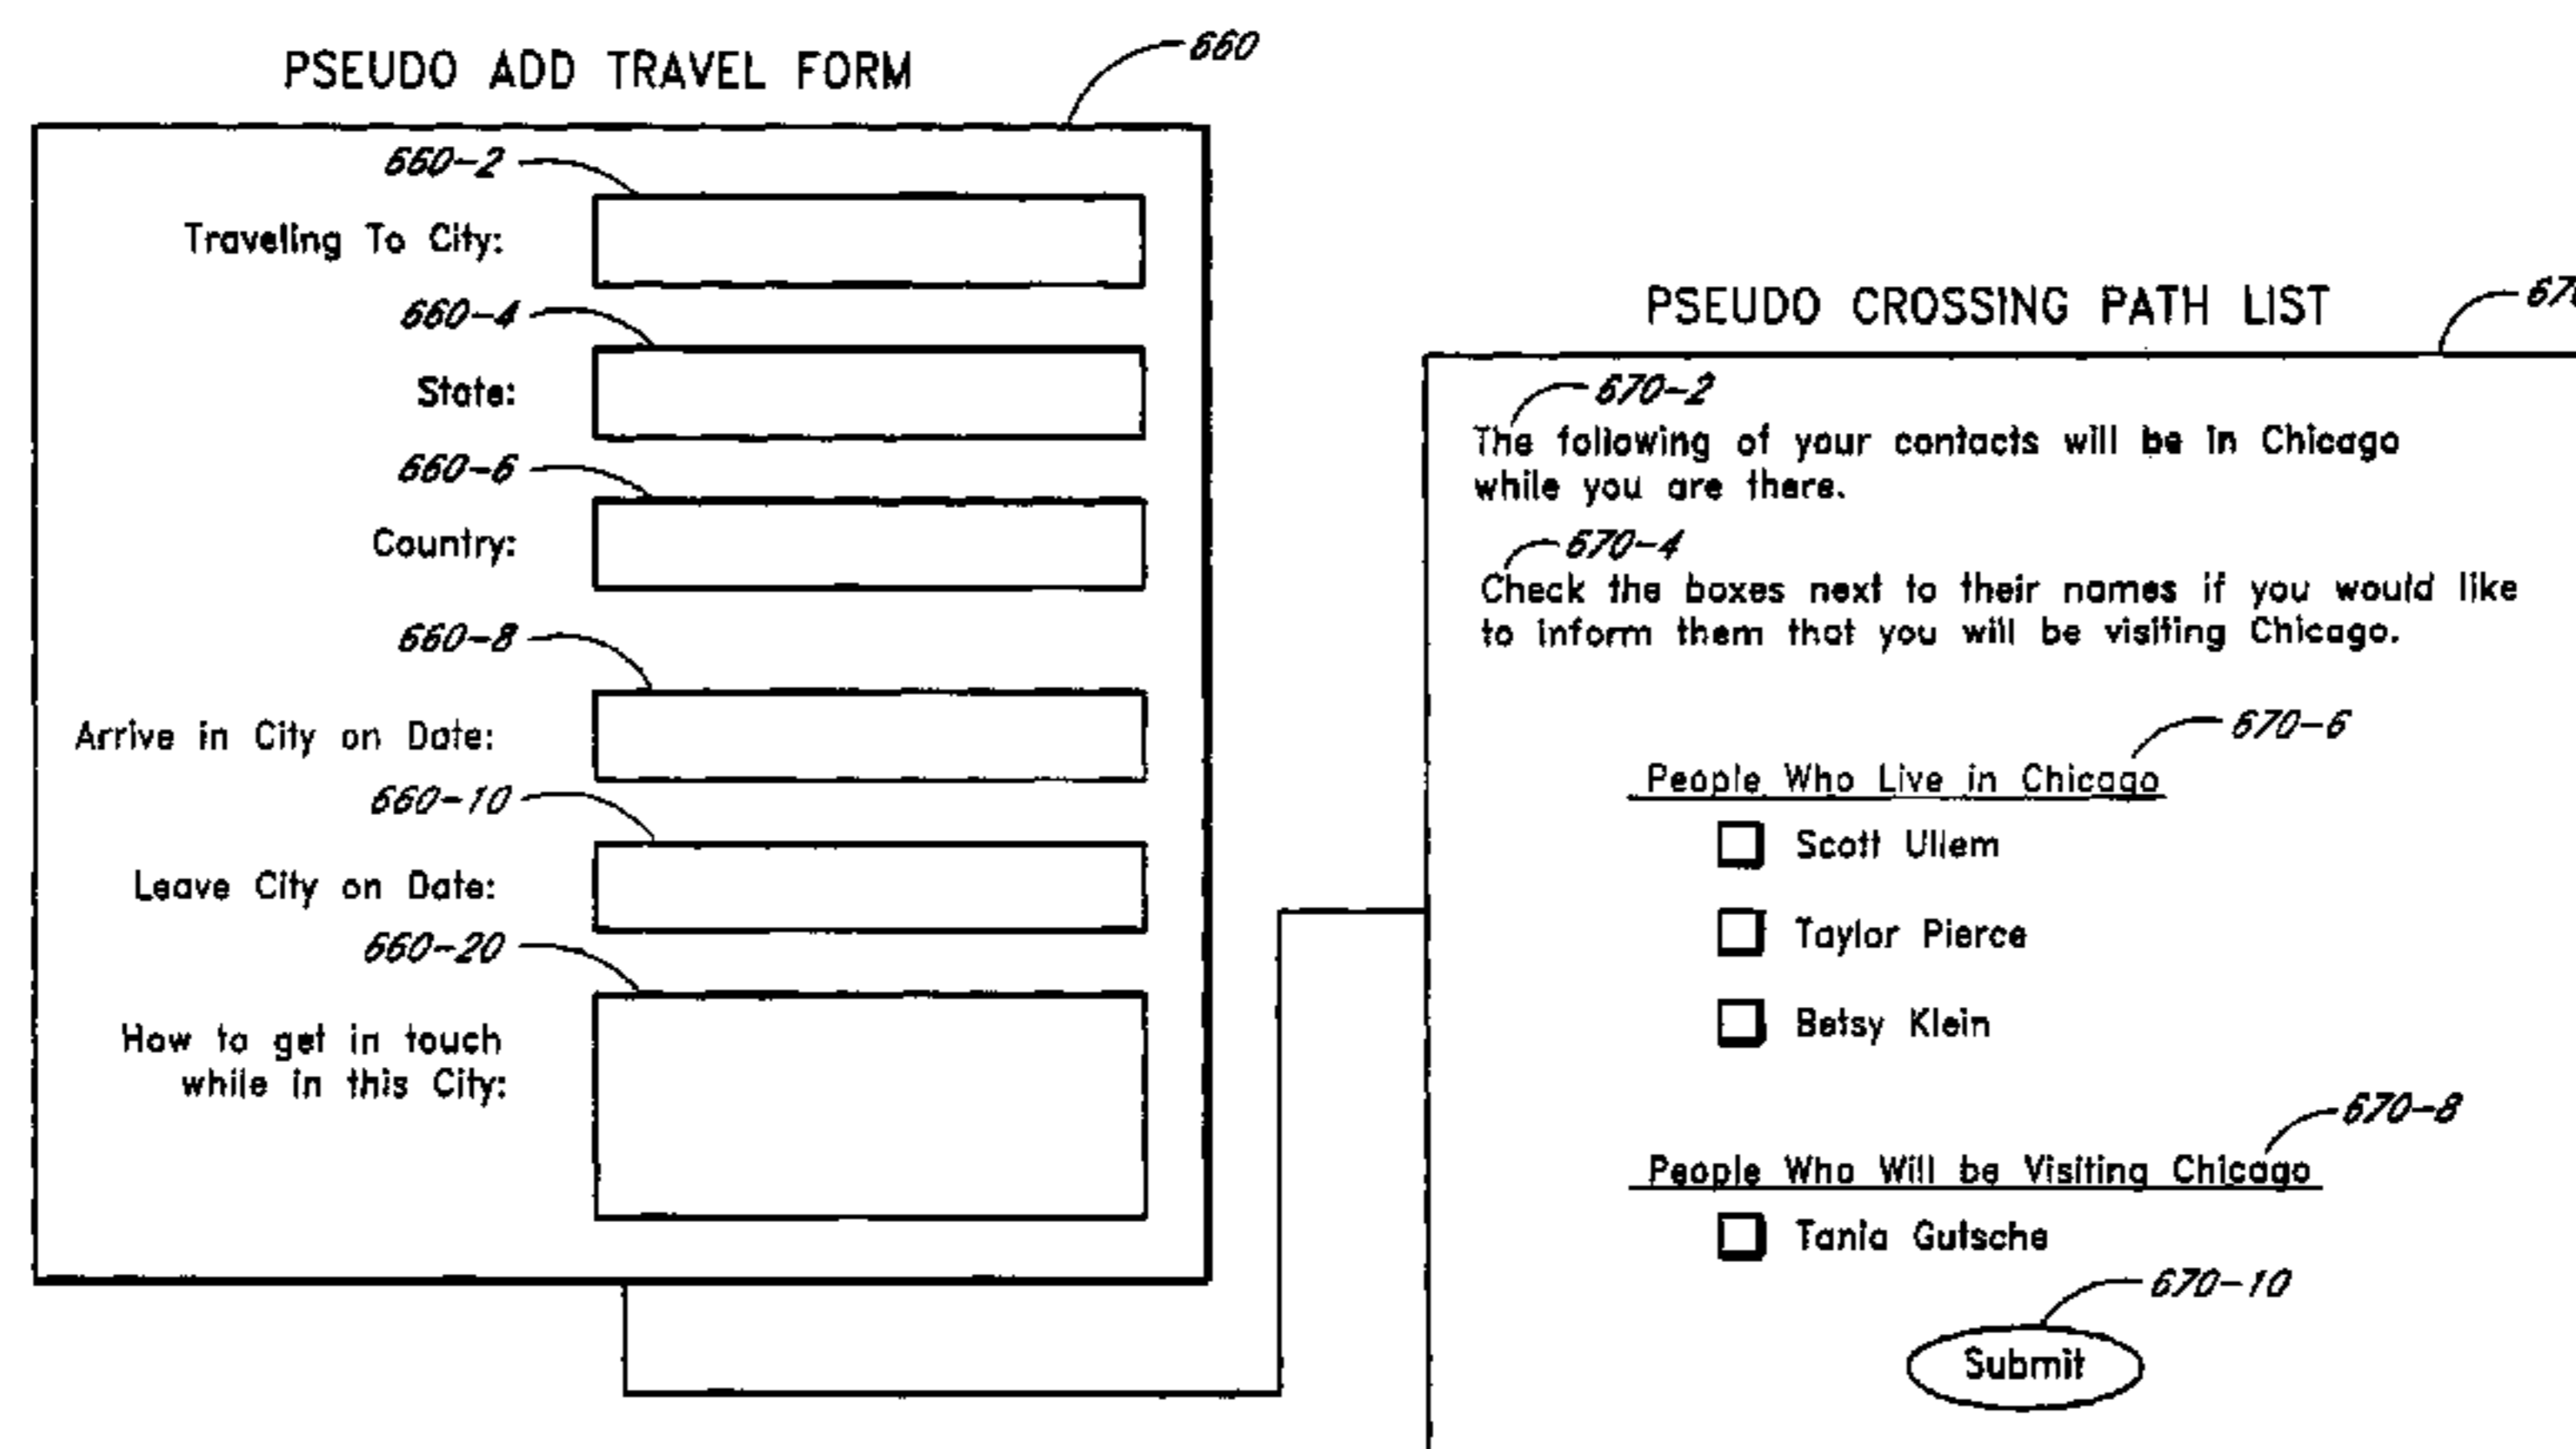 PSEUDO ADD TRAVEL FORM
660
660-2
Traveling To City:
660-4
State:
660-6
Country:
660-8
Arrive in City on Date:
660-10
Leave City on Date:
660-20
How to get in touch
while in this City:
PSEUDO CROSSING PATH LIST
670-2
The following of your contacts will be in Chicago
while you are there.
670-4
Check the boxes next to their names if you would like
to inform them that you will be visiting Chicago.
670-6
People Who Live in Chicago
Scott Ullem
Taylor Pierce
Betsy Klein
670-8
People Who Will be Visiting Chicago
Tania Gutsche
670-10
Submit